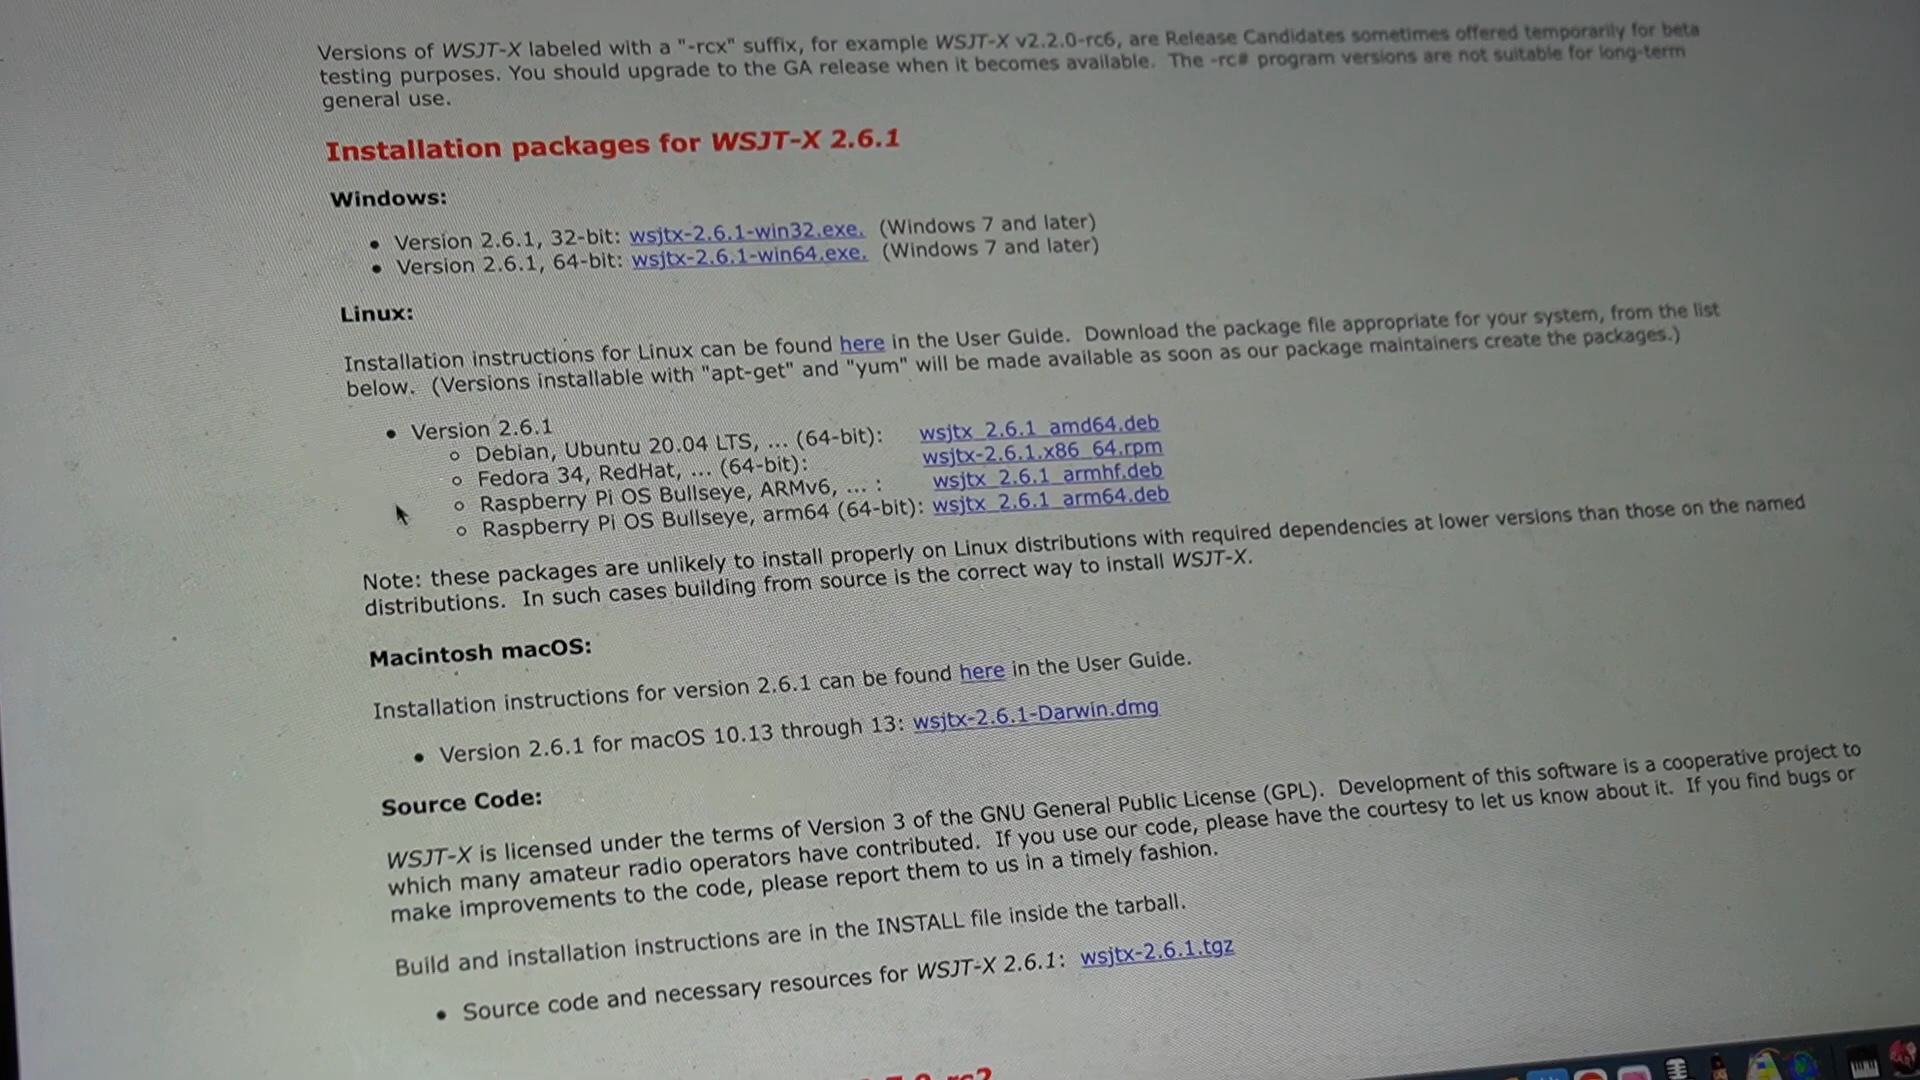 Versions of WSJT-X labeled with a "-rcx" suffix, for example WSJT-X v2.2.0-rc6, are Release Candidates sometimes offered temporarily for beta
testing purposes. You should upgrade to the GA release when it becomes available. The -rc# program versions are not suitable for long-term
general use.
Installation packages for WSJT-X 2.6.1
Windows:
• Version 2.6.1, 32-bit: wsjtx-2.6.1-win32.exe. (Windows 7 and later)
• Version 2.6.1, 64-bit: wsjtx-2.6.1-win64.exe. (Windows 7 and later)
Linux:
Installation instructions for Linux can be found here in the User Guide. Download the package file appropriate for your system, from the list
below. (Versions installable with "apt-get" and "yum" will be made available as soon as our package maintainers create the packages.)
• Version 2.6.1
o Debian, Ubuntu 20.04 LTS, ... (64-bit): wsjtx_2.6.1_amd64.deb
o Fedora 34, RedHat, ... (64-bit): wsjtx-2.6.1.x86_64.rpm
o Raspberry Pi OS Bullseye, ARMv6, ... : wsjtx_2.6.1_armhf.deb
o Raspberry Pi OS Bullseye, arm64 (64-bit): wsjtx_2.6.1_arm64.deb
Note: these packages are unlikely to install properly on Linux distributions with required dependencies at lower versions than those on the named
distributions. In such cases building from source is the correct way to install WSJT-X.
Macintosh macOS:
Installation instructions for version 2.6.1 can be found here in the User Guide.
• Version 2.6.1 for macOS 10.13 through 13: wsjtx-2.6.1-Darwin.dmg
Source Code:
WSJT-X is licensed under the terms of Version 3 of the GNU General Public License (GPL). Development of this software is a cooperative project to
which many amateur radio operators have contributed. If you use our code, please have the courtesy to let us know about it. If you find bugs or
make improvements to the code, please report them to us in a timely fashion.
Build and installation instructions are in the INSTALL file inside the tarball.
• Source code and necessary resources for WSJT-X 2.6.1: wsjtx-2.6.1.tgz